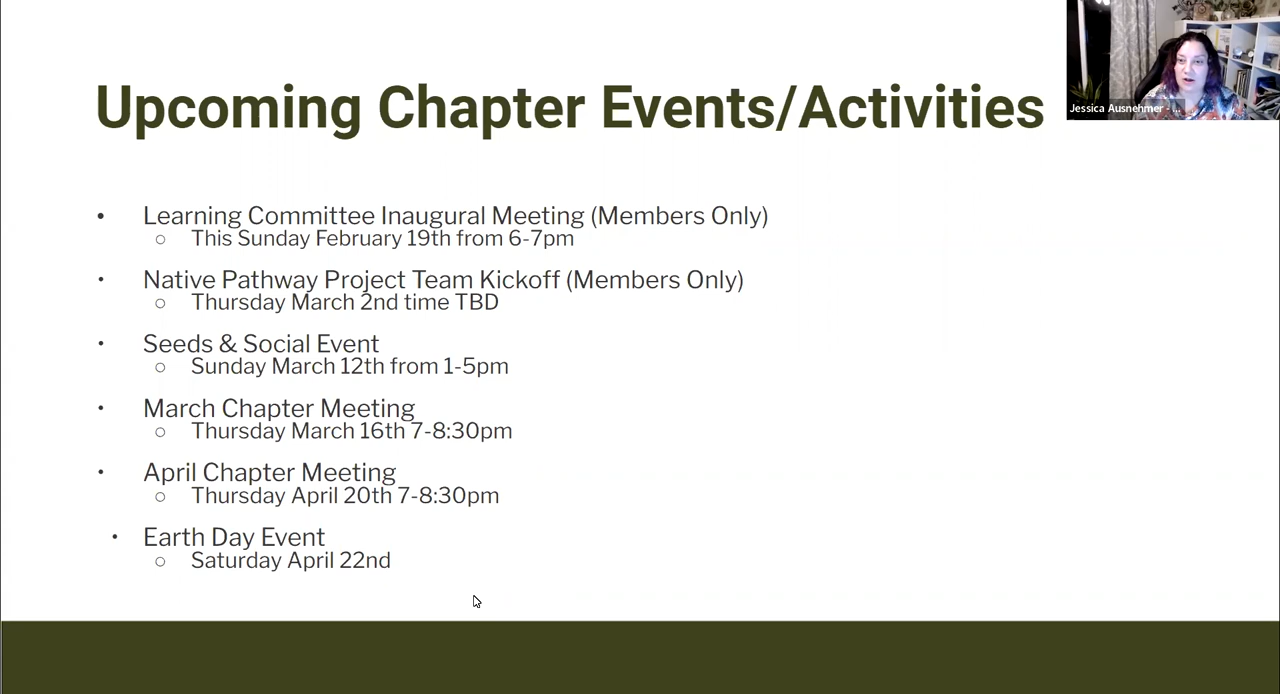 Upcoming Chapter Events/Activities
Jessica Ausnehmer - ...
• Learning Committee Inaugural Meeting (Members Only)
○ This Sunday February 19th from 6-7pm
• Native Pathway Project Team Kickoff (Members Only)
○ Thursday March 2nd time TBD
• Seeds & Social Event
○ Sunday March 12th from 1-5pm
• March Chapter Meeting
○ Thursday March 16th 7-8:30pm
• April Chapter Meeting
○ Thursday April 20th 7-8:30pm
• Earth Day Event
○ Saturday April 22nd